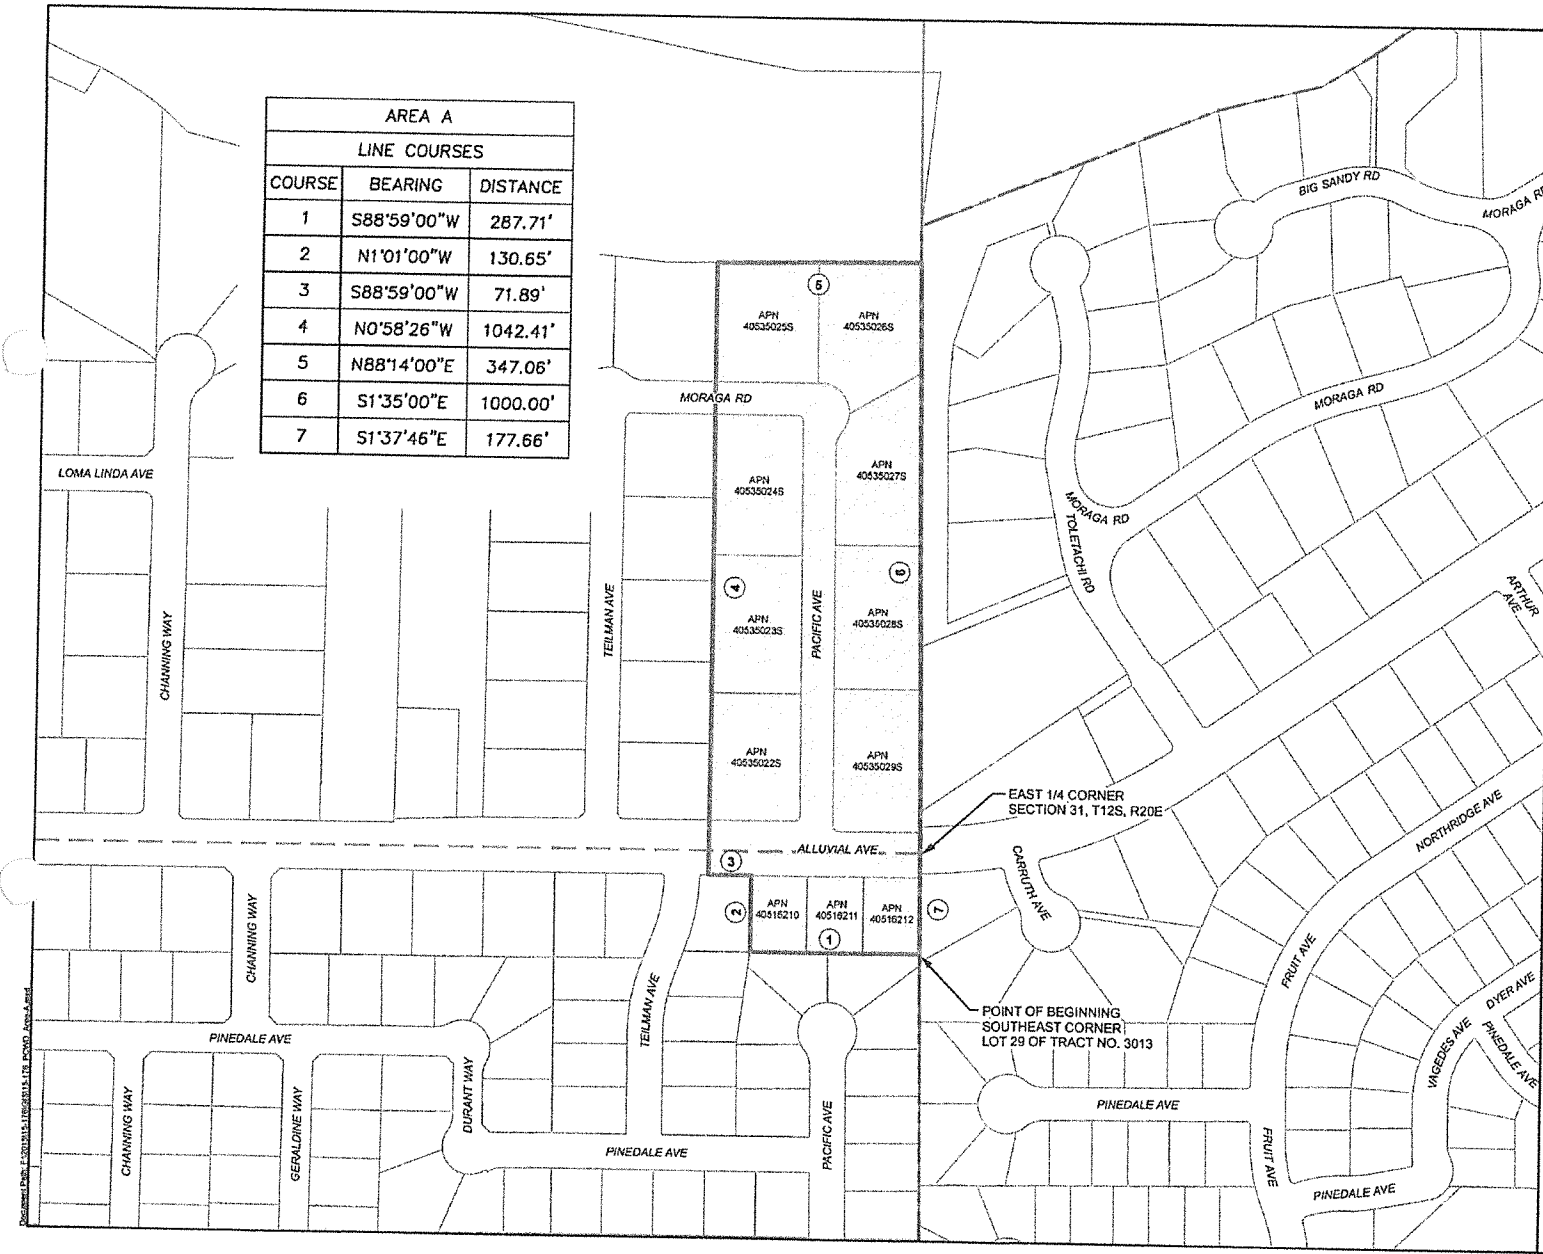 AREA A
LINE COURSES
COURSE BEARING DISTANCE
1 S88°59'00"W 287.71'
2 N1°01'00"W 130.65'
3 S88°59'00"W 71.89'
4 N0°58'26"W 1042.41'
5 N88°14'00"E 347.06'
6 S1°35'00"E 1000.00'
7 S1°37'46"E 177.66'
BIG SANDY RD
MORAGA RD
5
APN
40535025S
APN
40535026S
MORAGA RD
MORAGA RD
LOMA LINDA AVE
APN
40535024S
APN
40535027S
MORAGA RD
TOLETACHI RD
ARTHUR
AVE
4
6
CHANNING WAY
TEILMAN AVE
PACIFIC AVE
APN
40535023S
APN
40535028S
APN
40535022S
APN
40535029S
EAST 1/4 CORNER
SECTION 31, T12S, R20E
NORTHRIDGE AVE
ALLUVIAL AVE
3
CARRUTH AVE
2
APN
40516210
APN
40516211
APN
40516212
7
1
CHANNING WAY
TEILMAN AVE
FRUIT AVE
POINT OF BEGINNING
SOUTHEAST CORNER
LOT 29 OF TRACT NO. 3013
DYER AVE
VAGEDES AVE
PINEDALE AVE
PINEDALE AVE
DURANT WAY
PINEDALE AVE
CHANNING WAY
GERALDINE WAY
PACIFIC AVE
PINEDALE AVE
FRUIT AVE
PINEDALE AVE